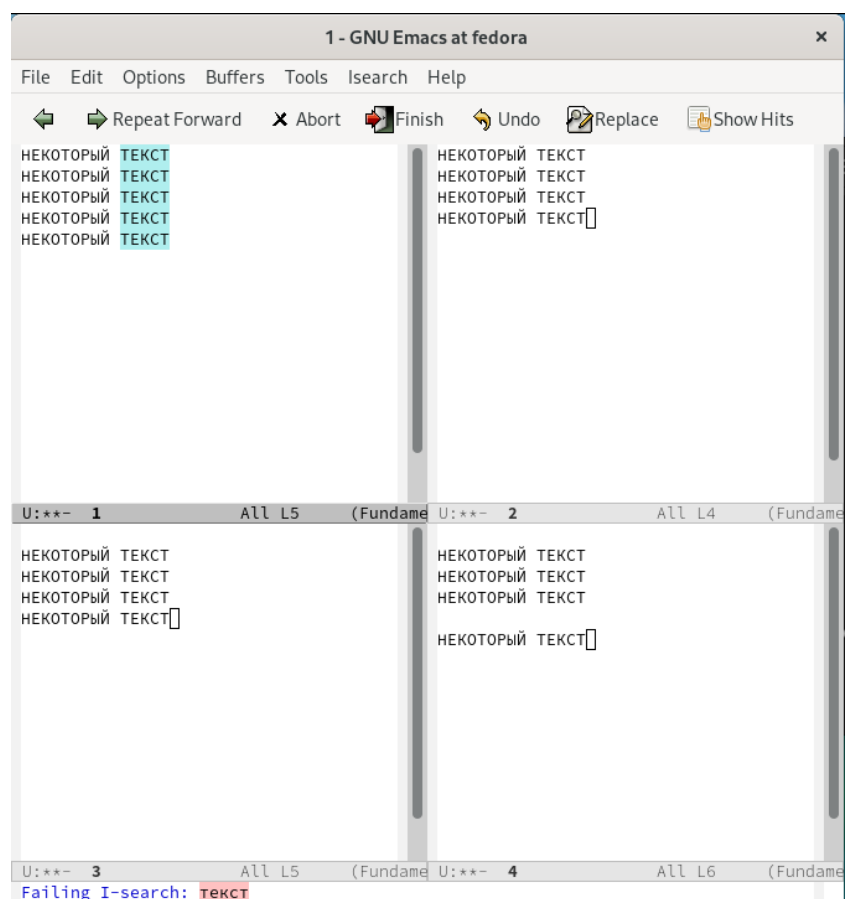 1 - GNU Emacs at fedora ×
File Edit Options Buffers Tools Isearch Help
Repeat Forward Abort Finish Undo Replace Show Hits
НЕКОТОРЫЙ ТЕКСТ
НЕКОТОРЫЙ ТЕКСТ
НЕКОТОРЫЙ ТЕКСТ
НЕКОТОРЫЙ ТЕКСТ
НЕКОТОРЫЙ ТЕКСТ
U:**- 1 All L5 (Fundame
НЕКОТОРЫЙ ТЕКСТ
НЕКОТОРЫЙ ТЕКСТ
НЕКОТОРЫЙ ТЕКСТ
НЕКОТОРЫЙ ТЕКСТ
U:**- 2 All L4 (Fundame
НЕКОТОРЫЙ ТЕКСТ
НЕКОТОРЫЙ ТЕКСТ
НЕКОТОРЫЙ ТЕКСТ
НЕКОТОРЫЙ ТЕКСТ
U:**- 3 All L5 (Fundame
НЕКОТОРЫЙ ТЕКСТ
НЕКОТОРЫЙ ТЕКСТ
НЕКОТОРЫЙ ТЕКСТ
НЕКОТОРЫЙ ТЕКСТ
U:**- 4 All L6 (Fundame
Failing I-search: текст